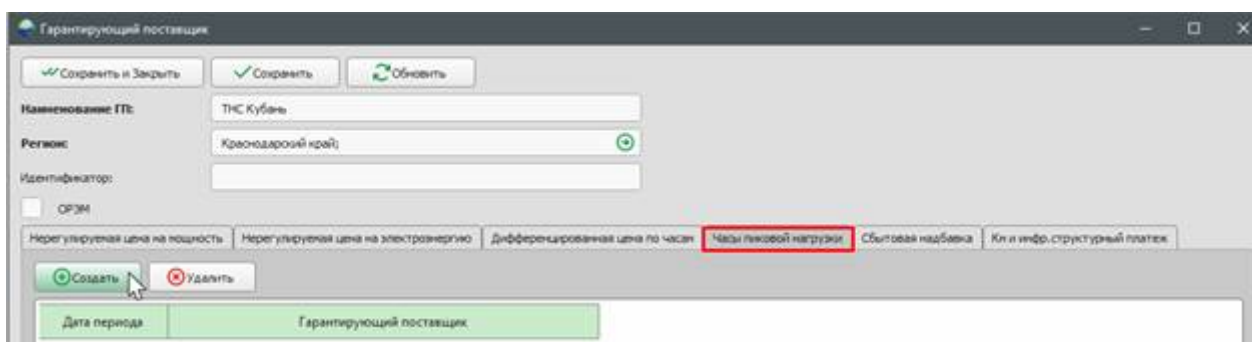 Гарантирующий поставщик
Сохранить и Закрыть Сохранить Обновить
Наименование ГП: ТНС Кубань
Регион: Краснодарский край;
Идентификатор:
ОРЭМ
Нерегулируемая цена на мощность Нерегулируемая цена на электроэнергию Дифференцированная цена по часам Часы пиковой нагрузки Сбытовая надбавка Кн и инфр.структурный платеж
Создать Удалить
Дата периода Гарантирующий поставщик